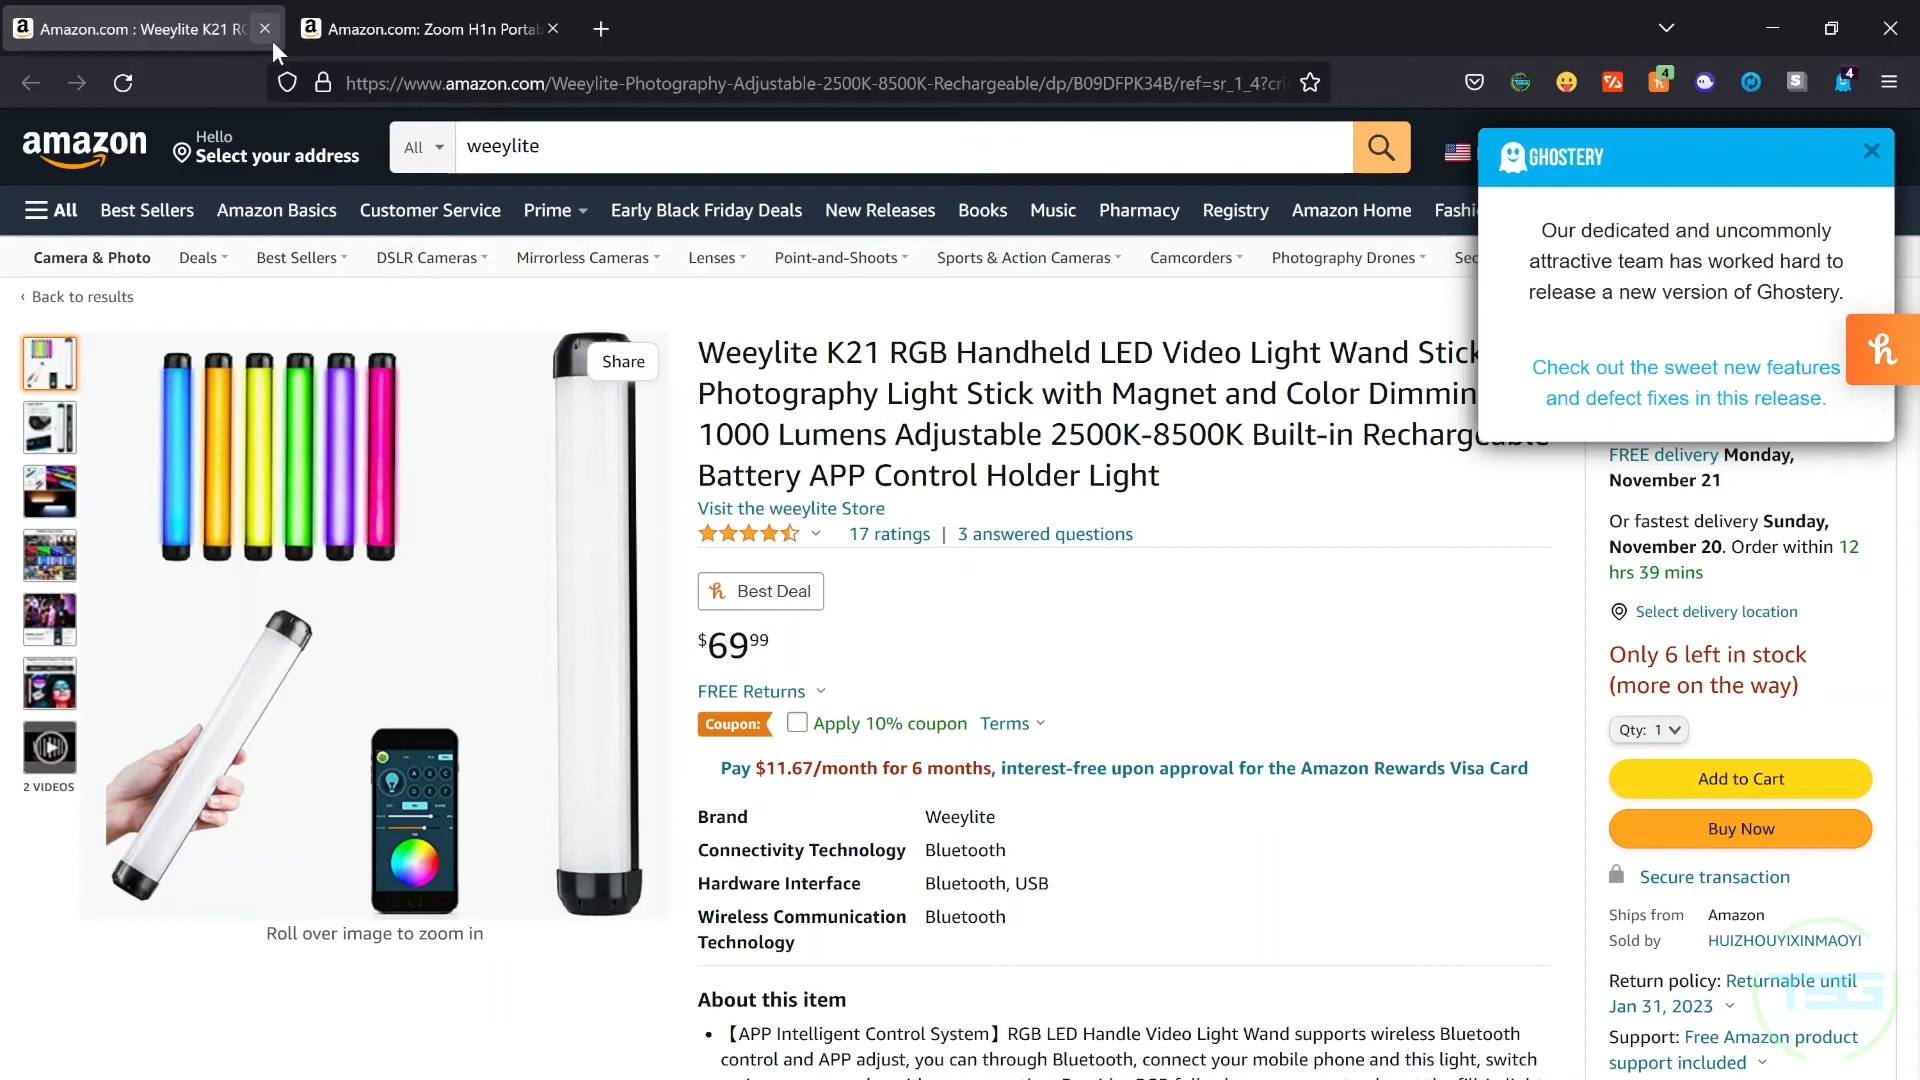 Amazon.com : Weeylite K21 RG
Amazon.com: Zoom H1n Portab
https://www.amazon.com/Weeylite-Photography-Adjustable-2500K-8500K-Rechargeable/dp/B09DFPK34B/ref=sr_1_4?cri
4
4
amazon
Hello
Select your address
All
weeylite
GHOSTERY
All Best Sellers Amazon Basics Customer Service Prime Early Black Friday Deals New Releases Books Music Pharmacy Registry Amazon Home Fashi
Our dedicated and uncommonly
attractive team has worked hard to
release a new version of Ghostery.
Check out the sweet new features
and defect fixes in this release.
Camera & Photo Deals Best Sellers DSLR Cameras Mirrorless Cameras Lenses Point-and-Shoots Sports & Action Cameras Camcorders Photography Drones Sec
‹ Back to results
Share
Weeylite K21 RGB Handheld LED Video Light Wand Stick
Photography Light Stick with Magnet and Color Dimmin
1000 Lumens Adjustable 2500K-8500K Built-in Rechargeable
Battery APP Control Holder Light
Visit the weeylite Store
17 ratings | 3 answered questions
Best Deal
$69.99
FREE Returns
Coupon: Apply 10% coupon Terms
Pay $11.67/month for 6 months, interest-free upon approval for the Amazon Rewards Visa Card
Brand Weeylite
Connectivity Technology Bluetooth
Hardware Interface Bluetooth, USB
Wireless Communication Bluetooth
Technology
About this item
• 【APP Intelligent Control System】RGB LED Handle Video Light Wand supports wireless Bluetooth
control and APP adjust, you can through Bluetooth, connect your mobile phone and this light, switch
2 VIDEOS
Roll over image to zoom in
FREE delivery Monday,
November 21
Or fastest delivery Sunday,
November 20. Order within 12
hrs 39 mins
Select delivery location
Only 6 left in stock
(more on the way)
Qty: 1
Add to Cart
Buy Now
Secure transaction
Ships from Amazon
Sold by HUIZHOUYIXINMAOYI
Return policy: Returnable until
Jan 31, 2023
Support: Free Amazon product
support included